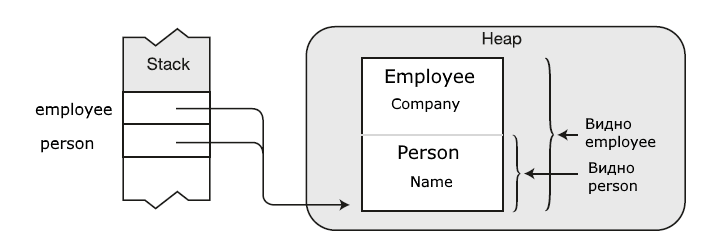 Heap
Stack
Employee
Company
employee
person
Person
Name
Видно
employee
Видно
person